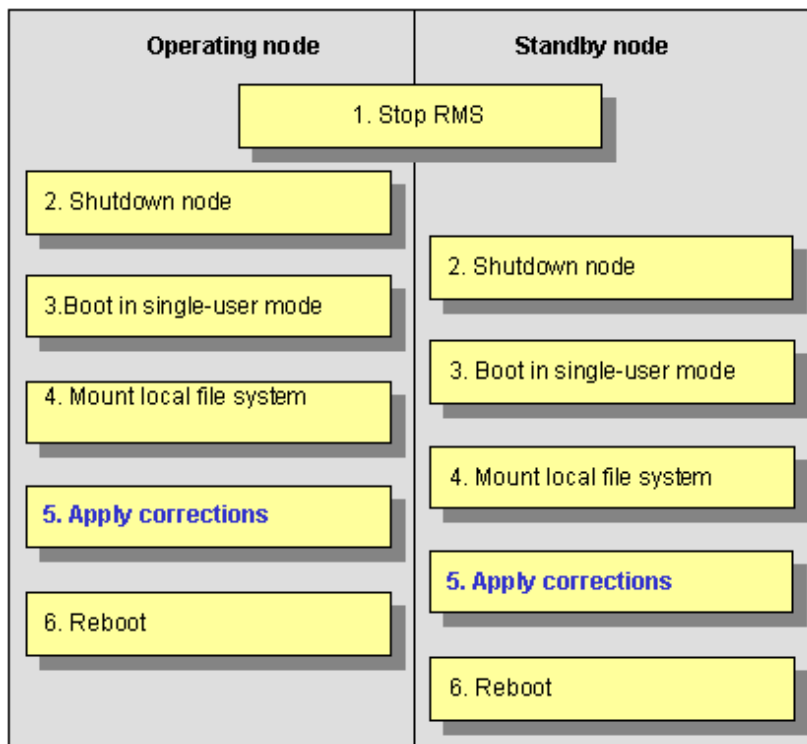 Operating node
Standby node
1. Stop RMS
2. Shutdown node
2. Shutdown node
3.Boot in single-user mode
3. Boot in single-user mode
4. Mount local file system
4. Mount local file system
5. Apply corrections
5. Apply corrections
6. Reboot
6. Reboot